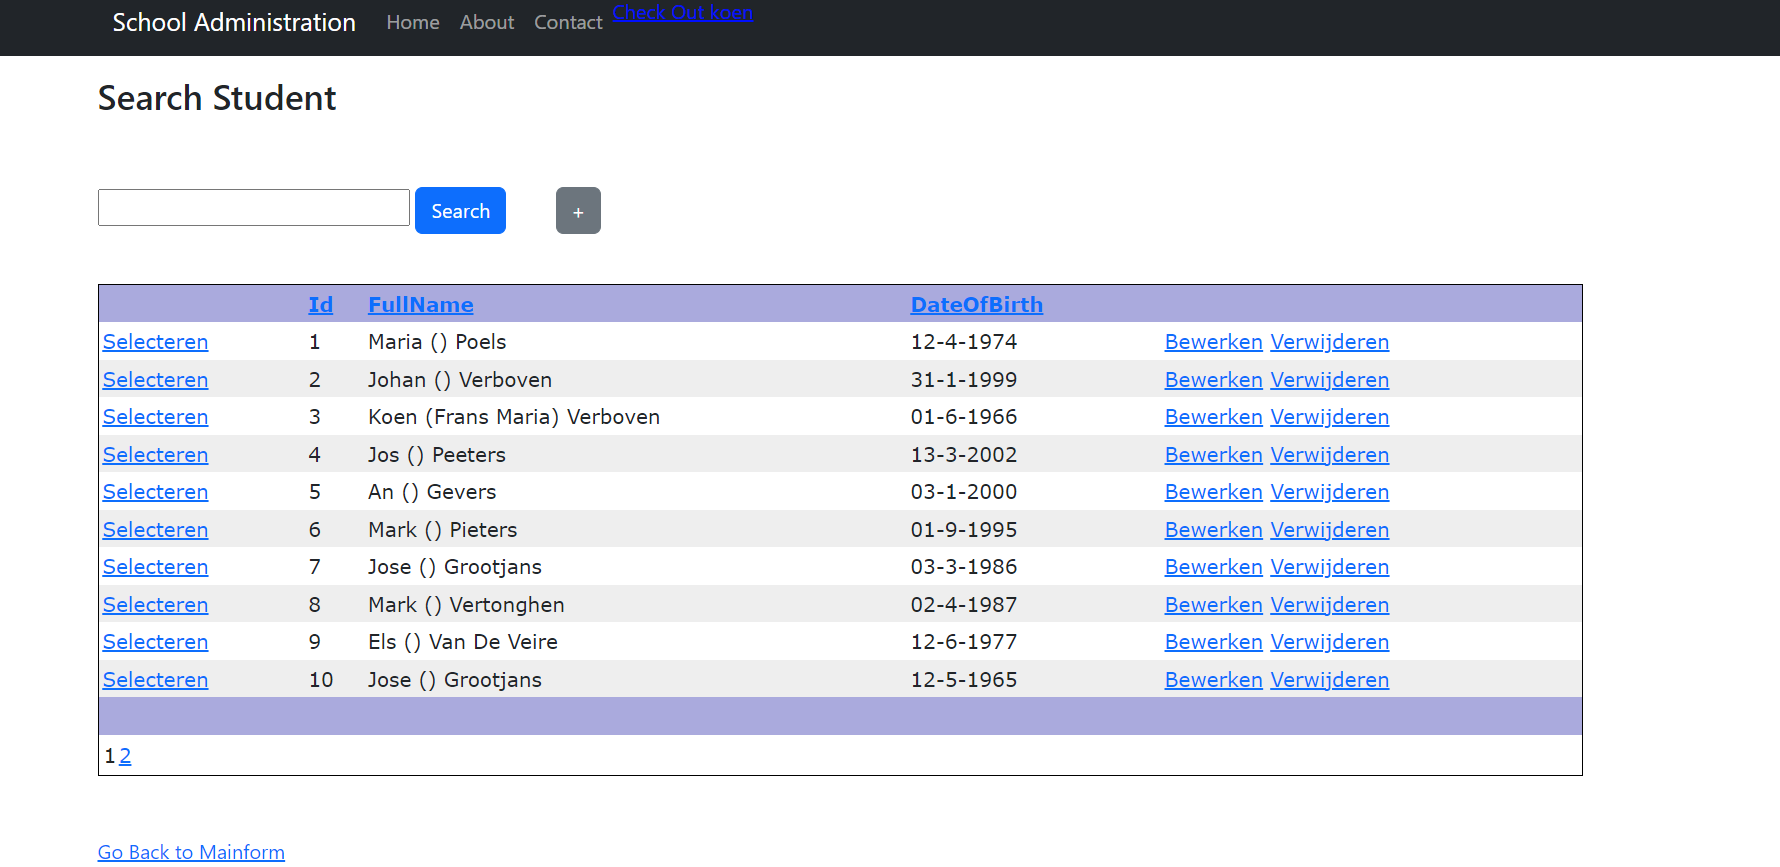 School Administration Home About Contact Check Out koen
Search Student
Search +
Id FullName DateOfBirth
Selecteren 1 Maria () Poels 12-4-1974 Bewerken Verwijderen
Selecteren 2 Johan () Verboven 31-1-1999 Bewerken Verwijderen
Selecteren 3 Koen (Frans Maria) Verboven 01-6-1966 Bewerken Verwijderen
Selecteren 4 Jos () Peeters 13-3-2002 Bewerken Verwijderen
Selecteren 5 An () Gevers 03-1-2000 Bewerken Verwijderen
Selecteren 6 Mark () Pieters 01-9-1995 Bewerken Verwijderen
Selecteren 7 Jose () Grootjans 03-3-1986 Bewerken Verwijderen
Selecteren 8 Mark () Vertonghen 02-4-1987 Bewerken Verwijderen
Selecteren 9 Els () Van De Veire 12-6-1977 Bewerken Verwijderen
Selecteren 10 Jose () Grootjans 12-5-1965 Bewerken Verwijderen
1 2
Go Back to Mainform